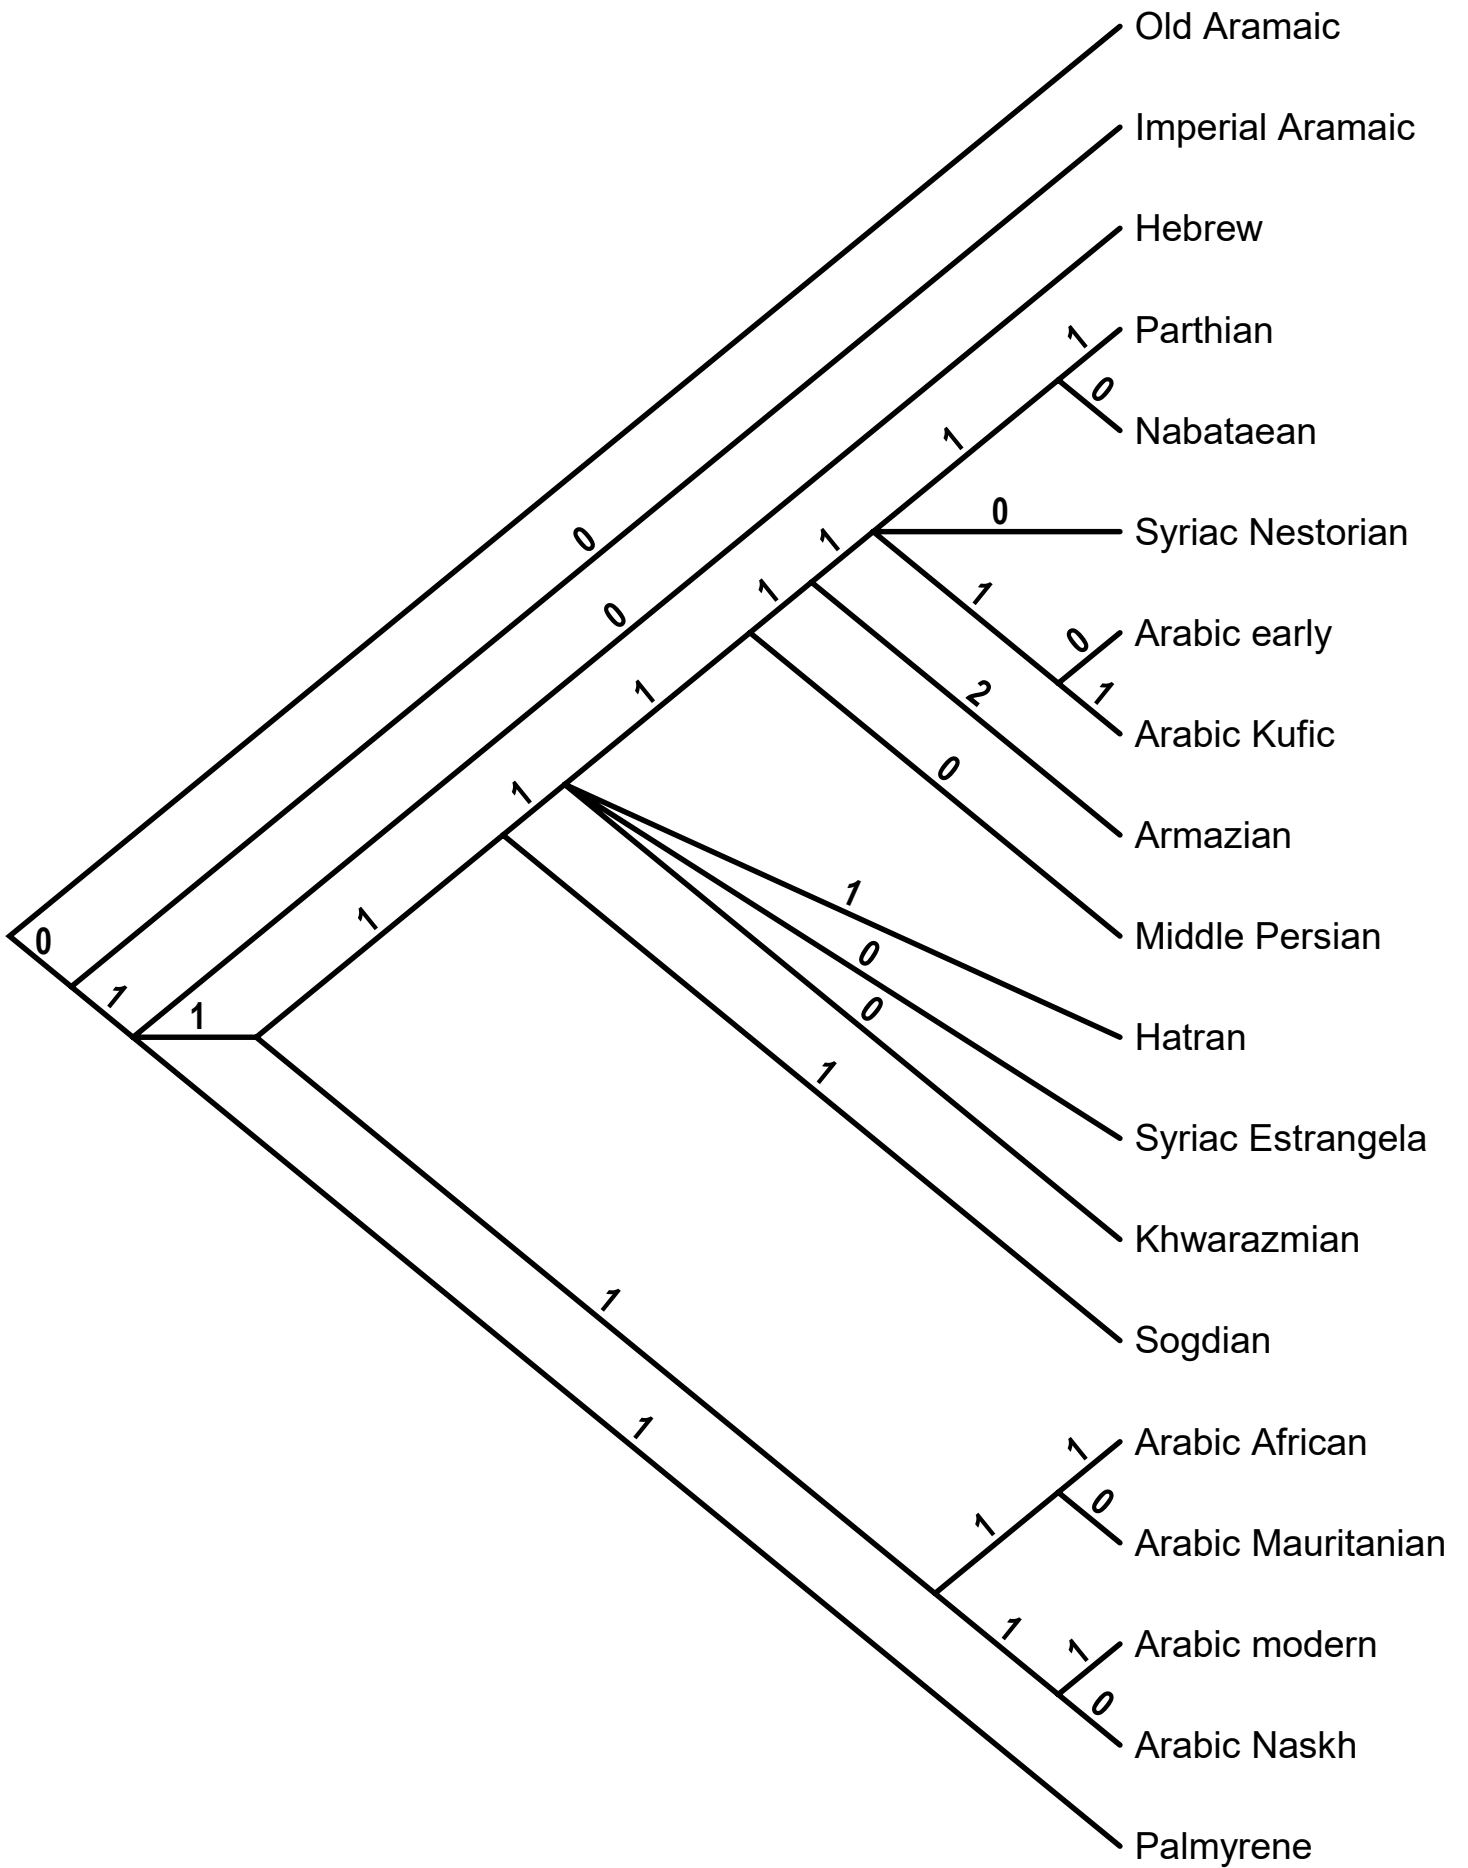 Old Aramaic
Imperial Aramaic
Hebrew
1
Parthian
0
1
Nabataean
0
Syriac Nestorian
0
1
1
1
0
Arabic early
0
1
2
1
Arabic Kufic
0
1
Armazian
1
1
0
Middle Persian
0
0
1
1
Hatran
0
1
Syriac Estrangela
Khwarazmian
1
Sogdian
1
1
Arabic African
0
1
Arabic Mauritanian
1
1
Arabic modern
0
Arabic Naskh
Palmyrene